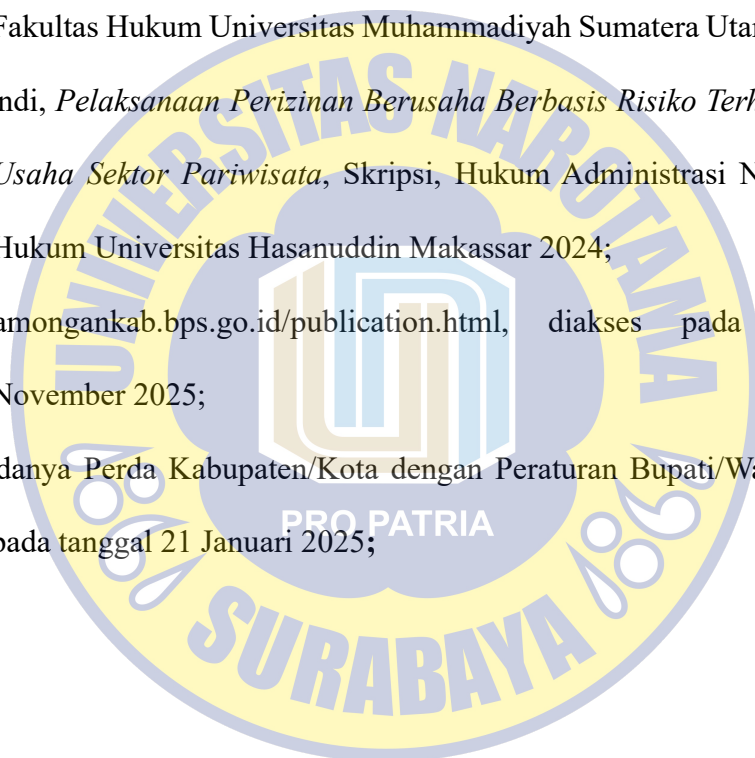 Fakultas Hukum Universitas Muhammadiyah Sumatera Utar
ndi, Pelaksanaan Perizinan Berusaha Berbasis Risiko Terh
Usaha Sektor Pariwisata, Skripsi, Hukum Administrasi N
Hukum Universitas Hasanuddin Makassar 2024;
amongankab.bps.go.id/publication.html, diakses pada
November 2025;
danya Perda Kabupaten/Kota dengan Peraturan Bupati/Wa
pada tanggal 21 Januari 2025;
UNIVERSITAS NAROTAMA
PRO PATRIA
SURABAYA